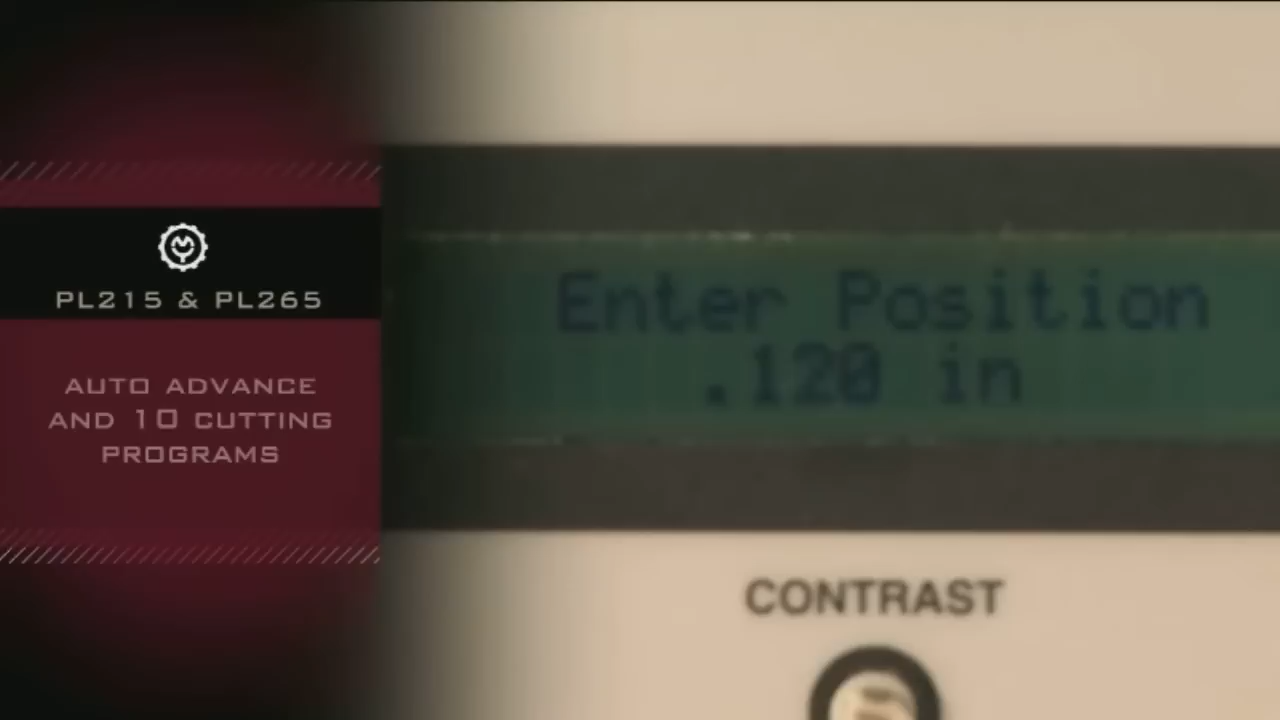 PL215 & PL265
AUTO ADVANCE
AND 10 CUTTING
PROGRAMS
Enter Position
.120 in
CONTRAST